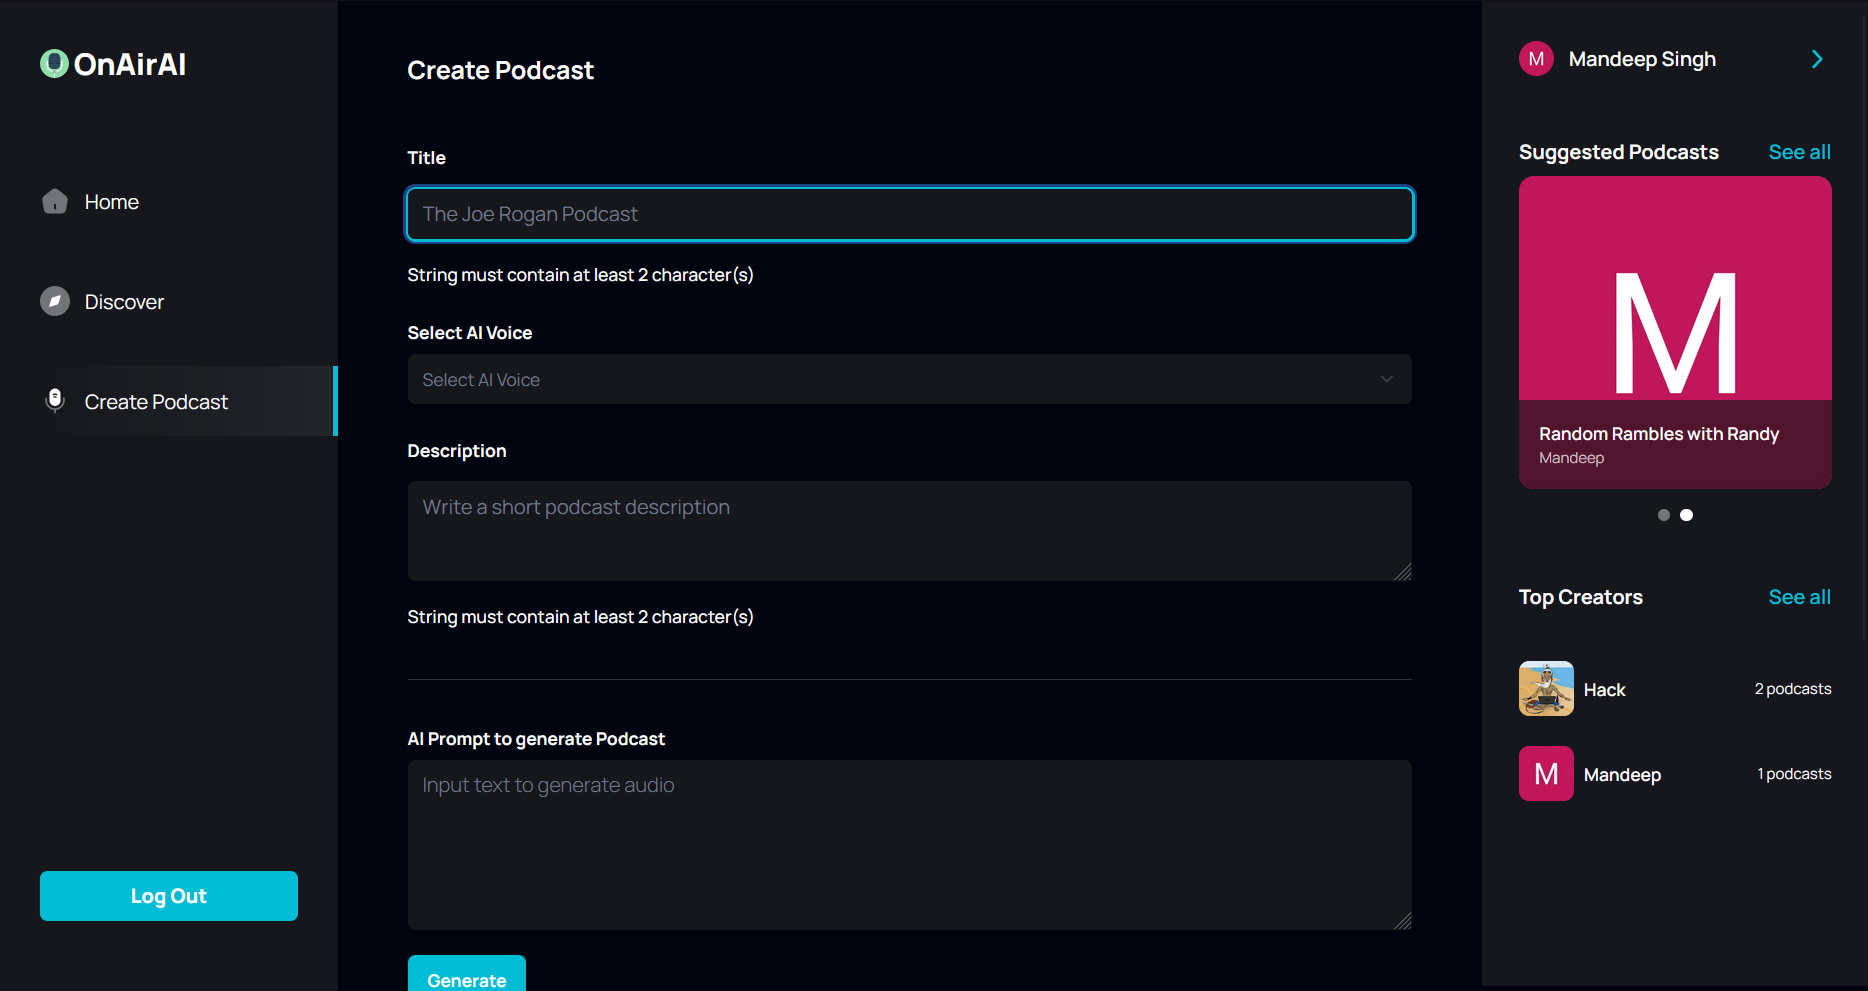 OnAirAI
Home
Discover
Create Podcast
Log Out
Create Podcast
Title
The Joe Rogan Podcast
String must contain at least 2 character(s)
Select AI Voice
Select AI Voice
Description
Write a short podcast description
String must contain at least 2 character(s)
AI Prompt to generate Podcast
Input text to generate audio
Generate
M Mandeep Singh
Suggested Podcasts See all
M
Random Rambles with Randy
Mandeep
Top Creators See all
Hack 2 podcasts
M Mandeep 1 podcasts